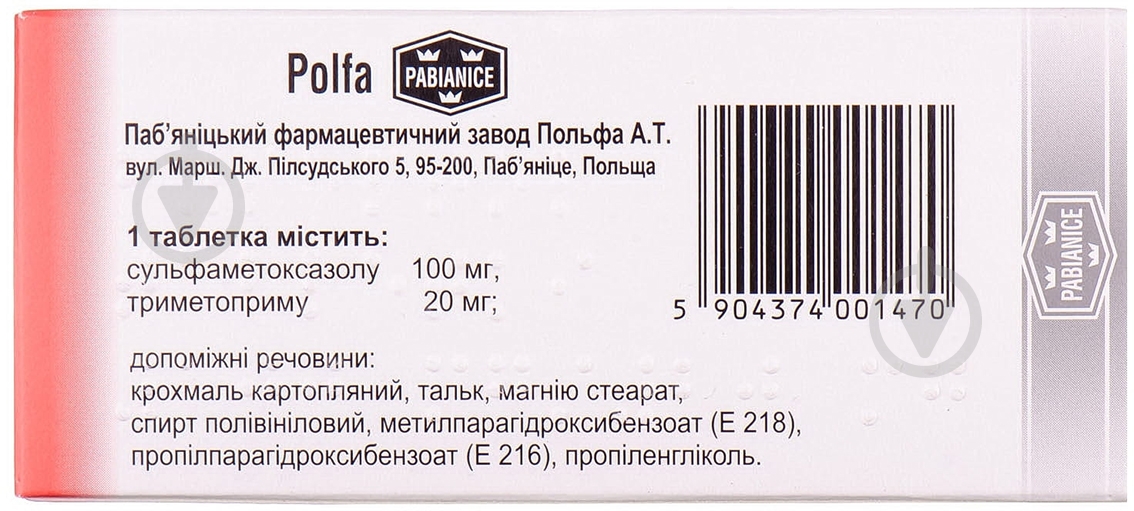 Polfa PABIANICE
Паб’яніцький фармацевтичний завод Польфа А.Т.
вул. Марш. Дж. Пілсудського 5, 95-200, Паб’яніце, Польща
1 таблетка містить:
сульфаметоксазолу 100 мг,
триметоприму 20 мг;
допоміжні речовини:
крохмаль картопляний, тальк, магнію стеарат,
спирт полівініловий, метилпарагідроксибензоат (Е 218),
пропілпарагідроксибензоат (Е 216), пропіленгліколь.
5 904374 001470
PABIANICE